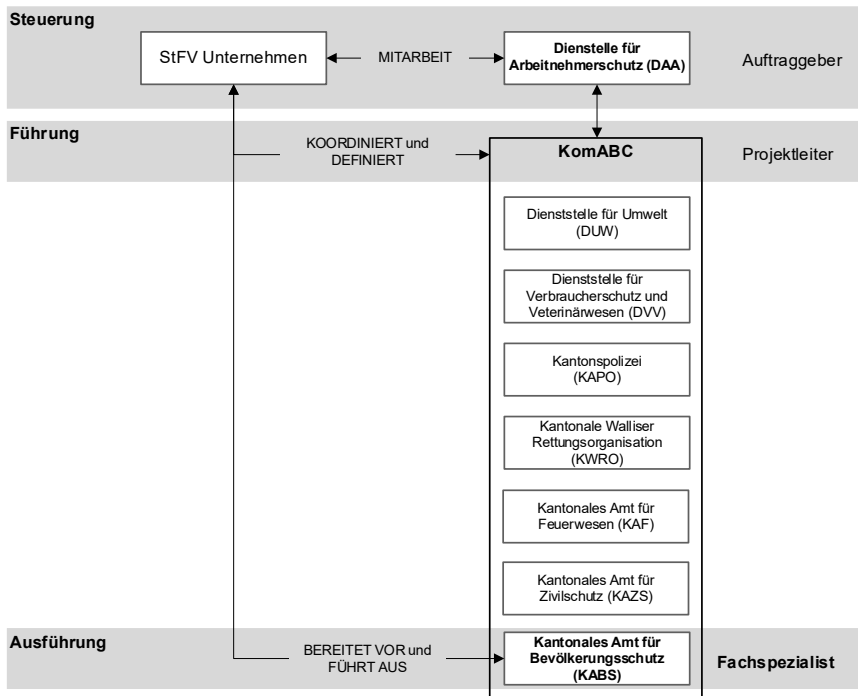 Steuerung
StFV Unternehmen
MITARBEIT
Dienstelle für
Arbeitnehmerschutz (DAA)
Auftraggeber
Führung
KOORDINIERT und
DEFINIERT
KomABC
Projektleiter
Dienststelle für Umwelt
(DUW)
Dienststelle für
Verbraucherschutz und
Veterinärwesen (DVV)
Kantonspolizei
(KAPO)
Kantonale Walliser
Rettungsorganisation
(KWRO)
Kantonales Amt für
Feuerwesen (KAF)
Kantonales Amt für
Zivilschutz (KAZS)
Ausführung
BEREITET VOR und
FÜHRT AUS
Kantonales Amt für
Bevölkerungsschutz
(KABS)
Fachspezialist